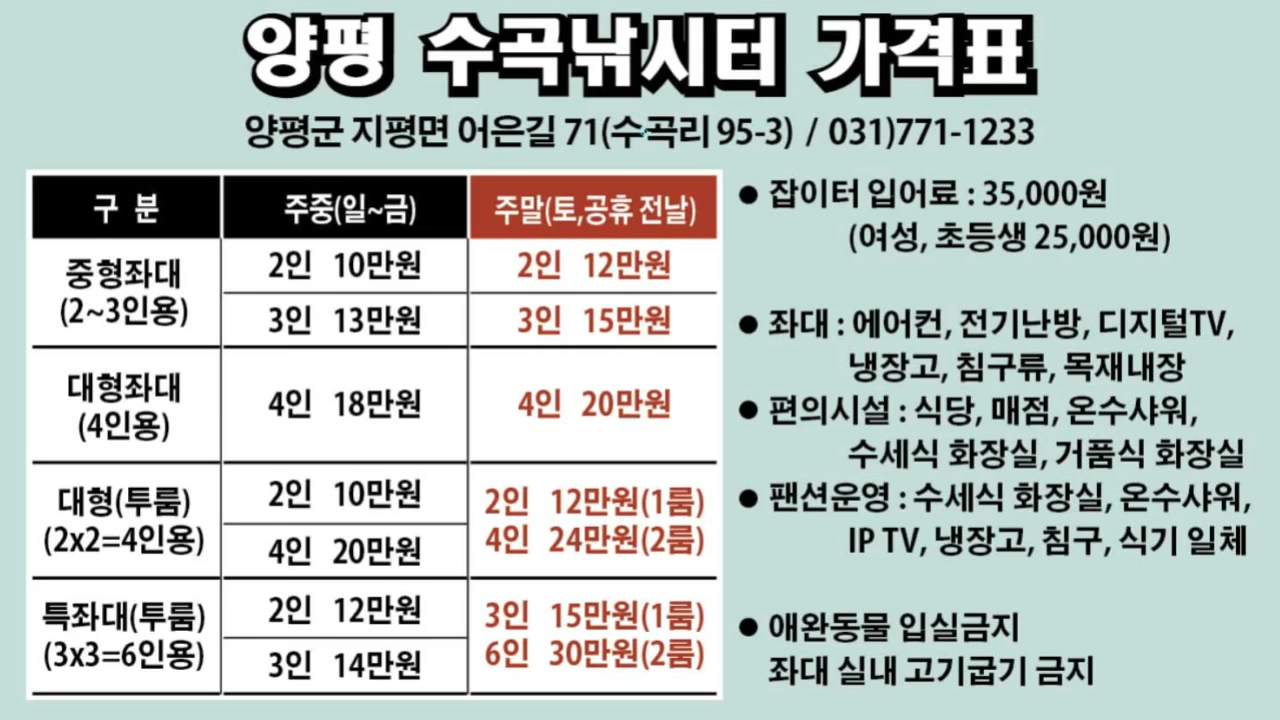 양평 수곡낚시터 가격표
양평군 지평면 어은길 71(수곡리 95-3) / 031)771-1233
구 분 주중(일~금) 주말(토,공휴 전날)
중형좌대
(2~3인용)
2인 10만원 2인 12만원
3인 13만원 3인 15만원
대형좌대
(4인용)
4인 18만원 4인 20만원
대형(투룸)
(2x2=4인용)
2인 10만원
4인 20만원
2인 12만원(1룸)
4인 24만원(2룸)
특좌대(투룸)
(3x3=6인용)
2인 12만원
3인 14만원
3인 15만원(1룸)
6인 30만원(2룸)
● 잡이터 입어료 : 35,000원
(여성, 초등생 25,000원)
● 좌대 : 에어컨, 전기난방, 디지털TV,
냉장고, 침구류, 목재내장
● 편의시설 : 식당, 매점, 온수샤워,
수세식 화장실, 거품식 화장실
● 팬션운영 : 수세식 화장실, 온수샤워,
IP TV, 냉장고, 침구, 식기 일체
● 애완동물 입실금지
좌대 실내 고기굽기 금지